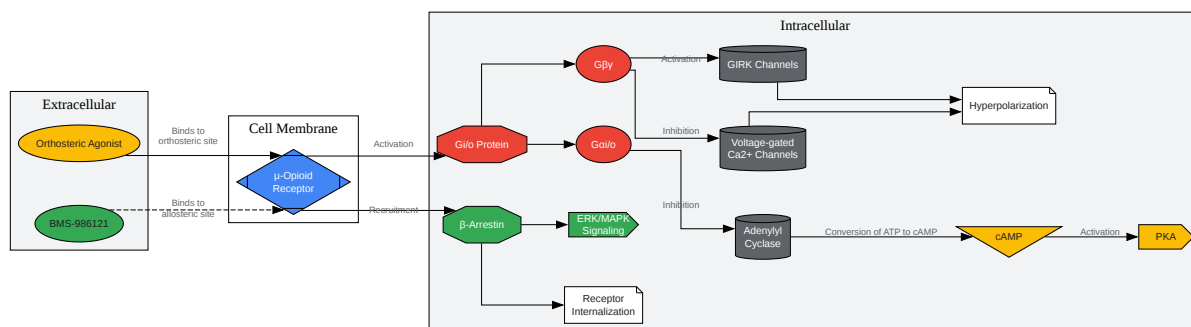 Intracellular
Extracellular
Orthosteric Agonist
BMS-986121
Binds to
orthosteric site
Binds to
allosteric site
Cell Membrane
μ-Opioid
Receptor
Activation
Recruitment
Gi/o Protein
β-Arrestin
Gβγ
Gαi/o
ERK/MAPK
Signaling
Receptor
Internalization
Activation
Inhibition
Inhibition
GIRK Channels
Voltage-gated
Ca2+ Channels
Adenylyl
Cyclase
Conversion of ATP to cAMP
Hyperpolarization
cAMP
Activation
PKA